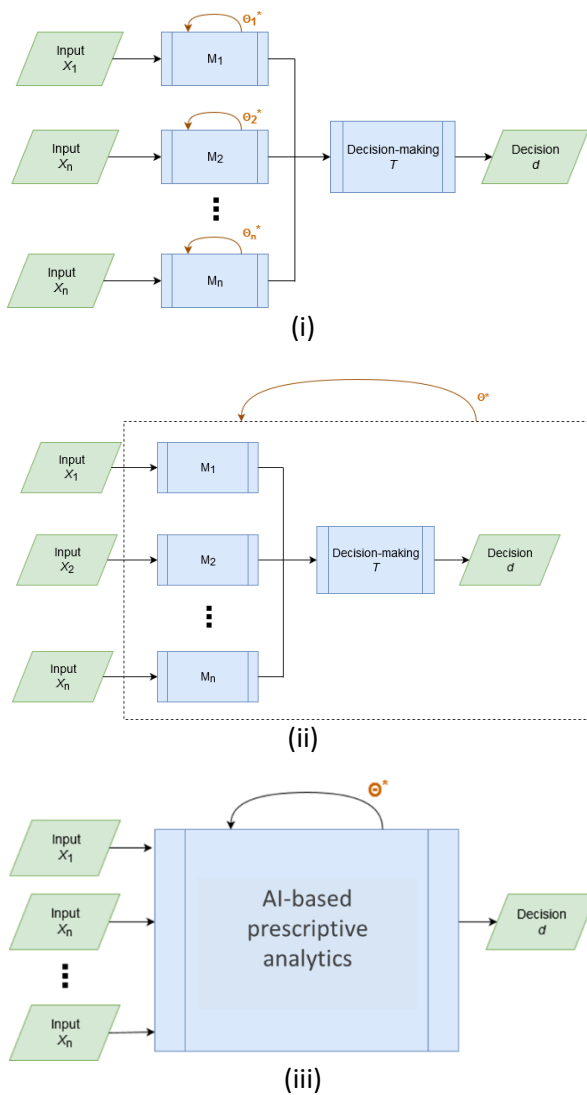 Θ1*
Input
X1
M1
Θ2*
Input
Xn
M2
Decision-making
T
Decision
d
Θn*
Input
Xn
Mn
(i)
Θ*
Input
X1
M1
Input
X2
M2
Decision-making
T
Decision
d
Input
Xn
Mn
(ii)
Θ*
Input
X1
AI-based
prescriptive
analytics
Input
Xn
Decision
d
Input
Xn
(iii)